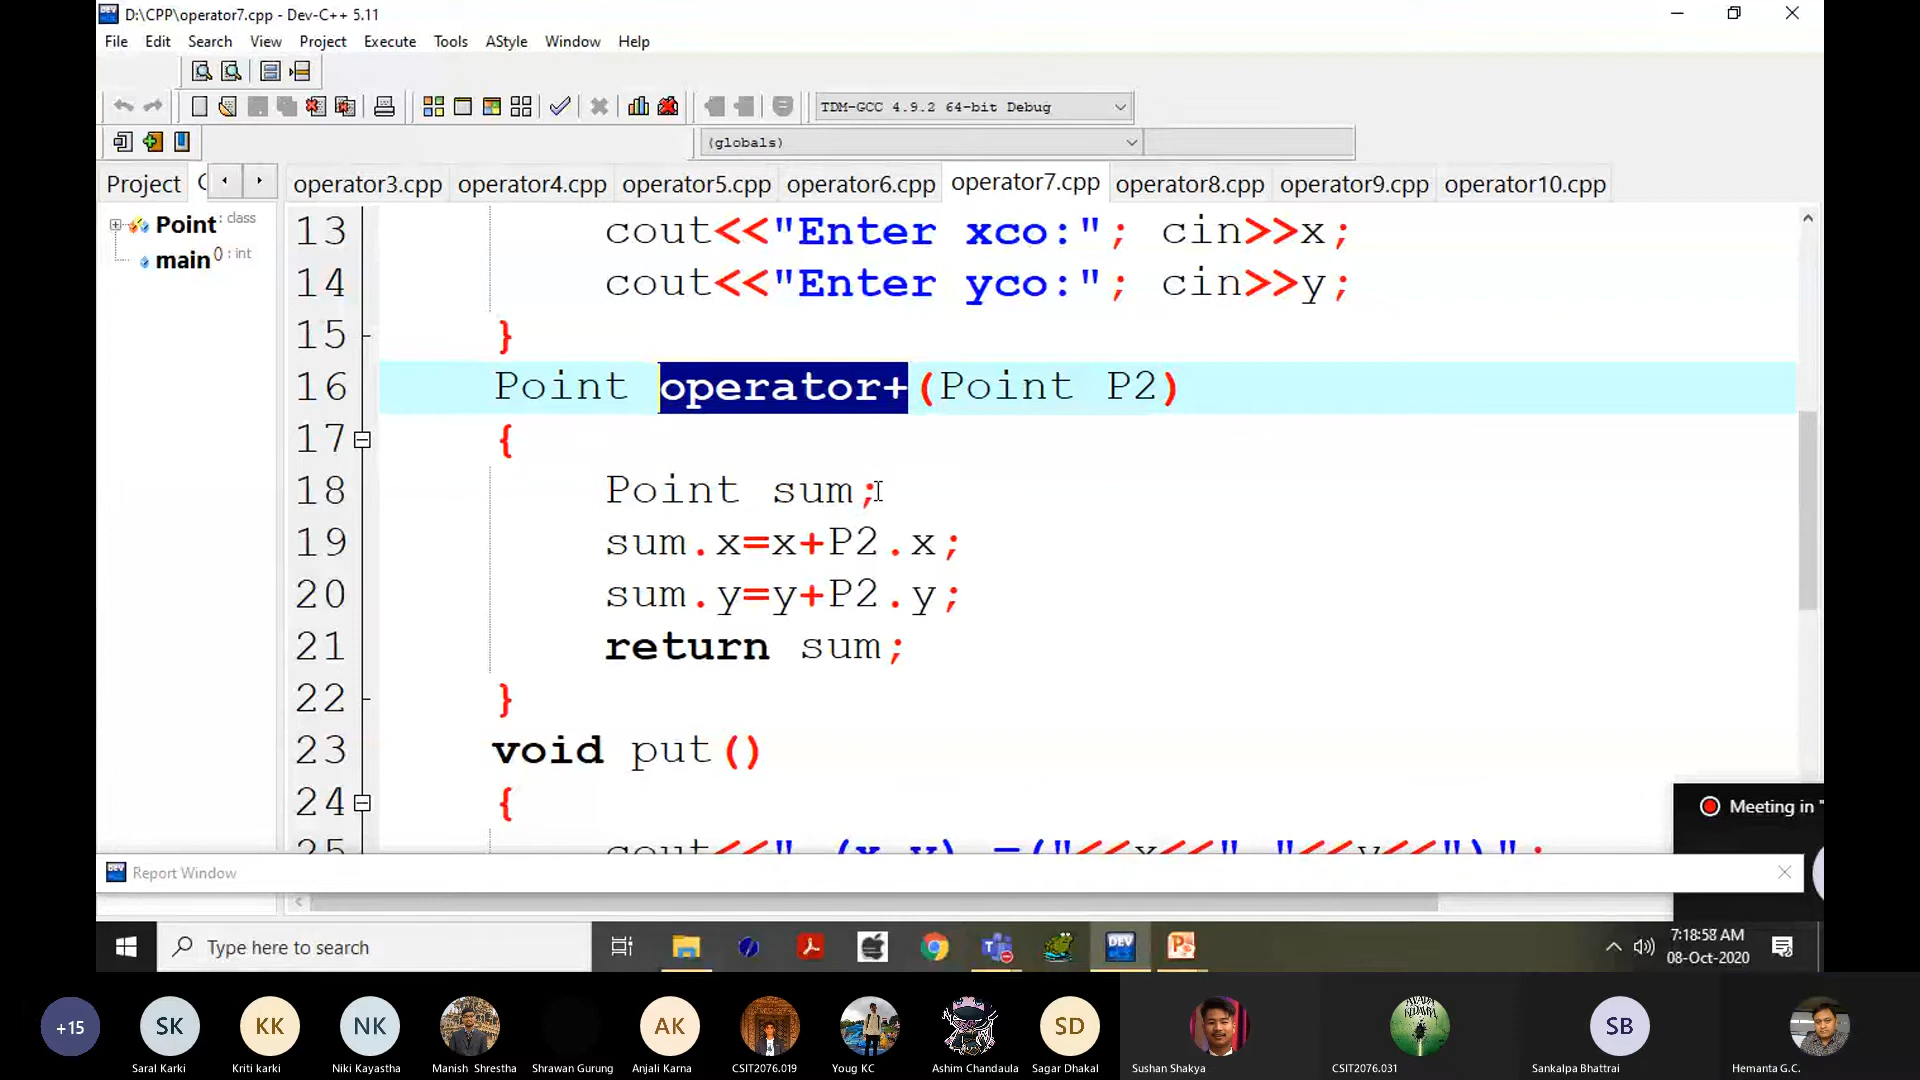 D:\CPP\operator7.cpp - Dev-C++ 5.11
File Edit Search View Project Execute Tools AStyle Window Help
TDM-GCC 4.9.2 64-bit Debug
(globals)
Project operator3.cpp operator4.cpp operator5.cpp operator6.cpp operator7.cpp operator8.cpp operator9.cpp operator10.cpp
Point : class
main () : int
13 cout<<"Enter xco:"; cin>>x;
14 cout<<"Enter yco:"; cin>>y;
15 }
16 Point operator+(Point P2)
17 {
18 Point sum;
19 sum.x=x+P2.x;
20 sum.y=y+P2.y;
21 return sum;
22 }
23 void put()
24 {
25 cout<<" (x,y) =("<<x<<","<<y<<")";
Meeting in "
Report Window
Type here to search
7:18:58 AM
08-Oct-2020
+15 SK KK NK AK SD SB
Saral Karki Kriti karki Niki Kayastha Manish Shrestha Shrawan Gurung Anjali Karna CSIT2076.019 Youg KC Ashim Chandaula Sagar Dhakal Sushan Shakya CSIT2076.031 Sankalpa Bhattrai Hemanta G.C.